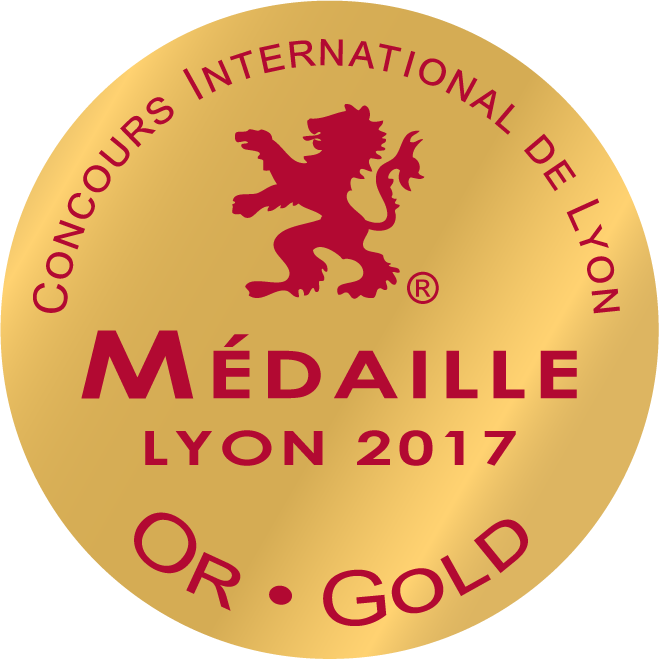 CONCOURS INTERNATIONAL DE LYON
®
MÉDAILLE
LYON 2017
OR • GOLD